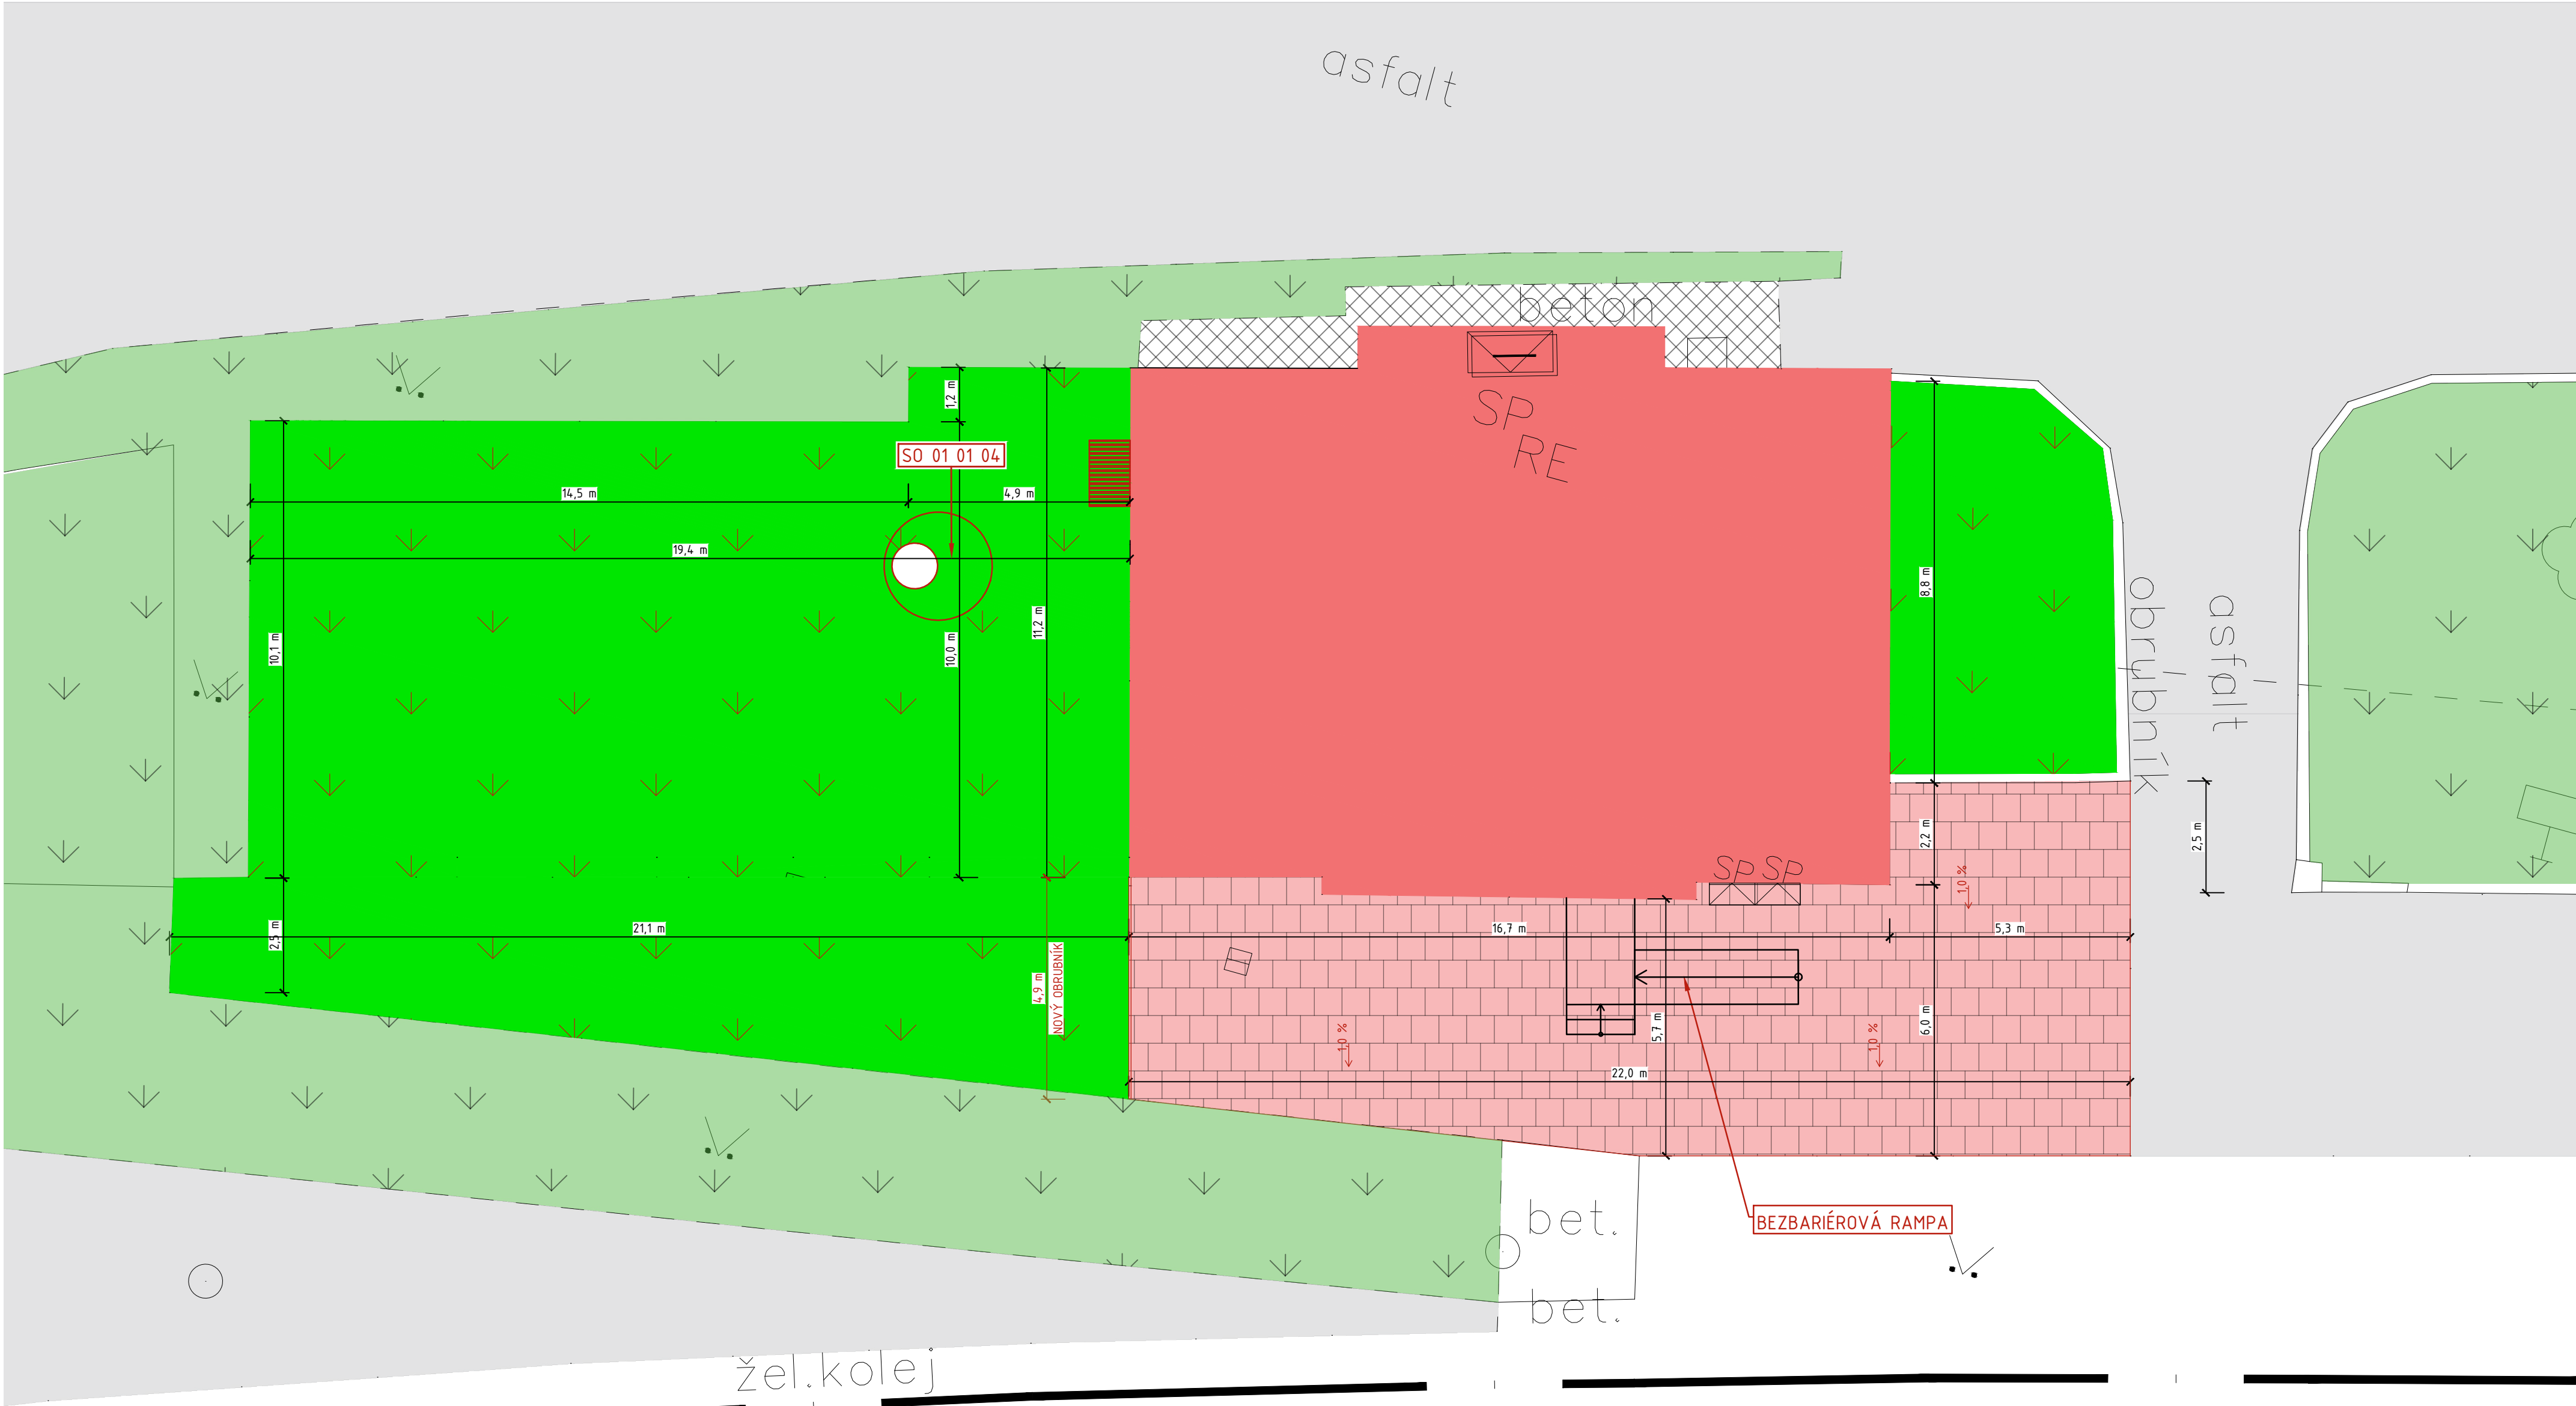 asfalt
beton
SP
RE
1,2 m
SO 01 01 04
14,5 m
4,9 m
19,4 m
10,1 m
10,0 m
11,2 m
8,8 m
obrubník
asfalt
2,5 m
2,2 m
SP SP
1,0 %
2,5 m
21,1 m
16,7 m
5,3 m
4,9 m
NOVÝ OBRUBNÍK
1,0 %
5,7 m
1,0 %
6,0 m
22,0 m
bet.
BEZBARIÉROVÁ RAMPA
bet.
žel.kolej